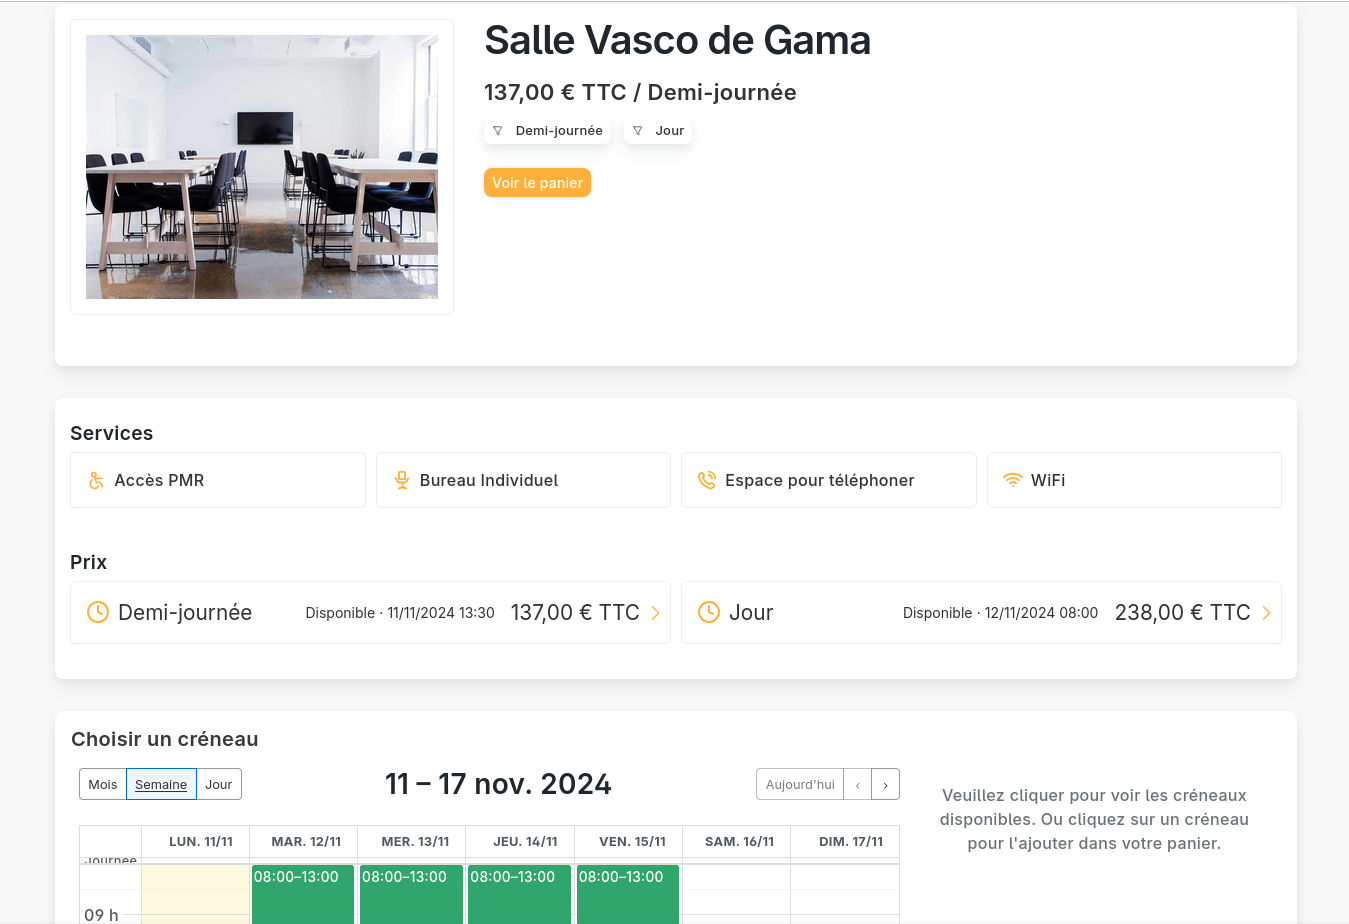 Salle Vasco de Gama
137,00 € TTC / Demi-journée
Demi-journée Jour
Voir le panier
Services
Accès PMR Bureau Individuel Espace pour téléphoner WiFi
Prix
Demi-journée Disponible · 11/11/2024 13:30 137,00 € TTC Jour Disponible · 12/11/2024 08:00 238,00 € TTC
Choisir un créneau
Mois Semaine Jour 11 – 17 nov. 2024 Aujourd'hui ‹ ›
Veuillez cliquer pour voir les créneaux
disponibles. Ou cliquez sur un créneau
pour l'ajouter dans votre panier.
LUN. 11/11 MAR. 12/11 MER. 13/11 JEU. 14/11 VEN. 15/11 SAM. 16/11 DIM. 17/11
Journée
08:00–13:00 08:00–13:00 08:00–13:00 08:00–13:00
09 h